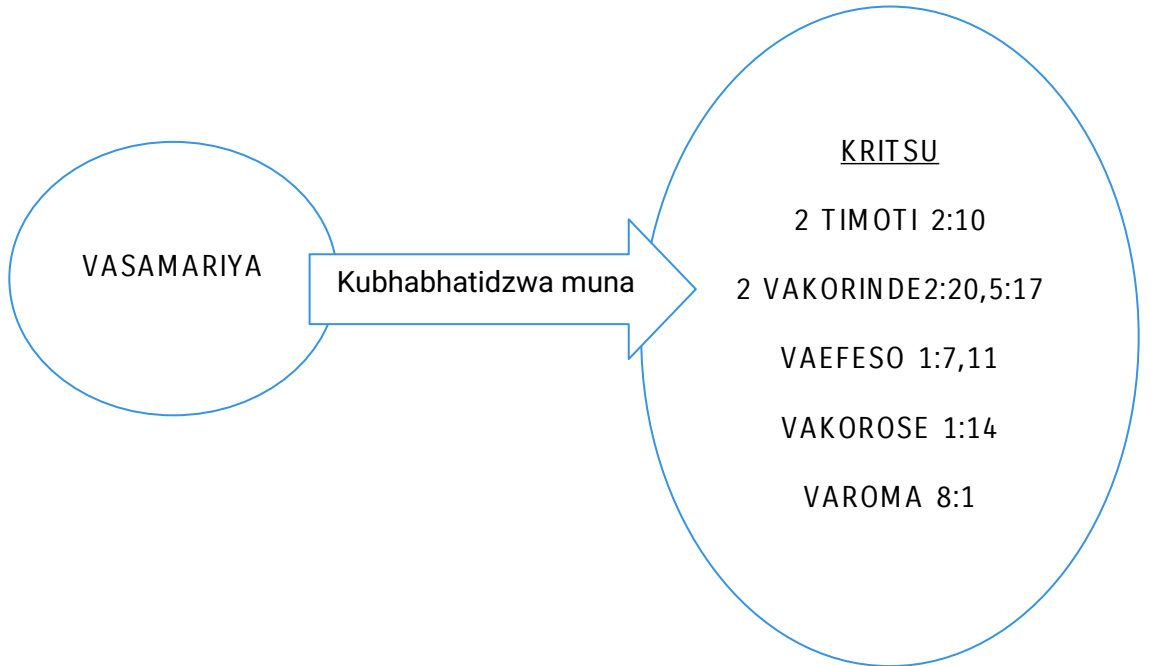 VASAMARIYA
Kubhabhatidzwa muna
KRITSU
2 TIMOTI 2:10
2 VAKORINDE2:20,5:17
VAEFESO 1:7,11
VAKOROSE 1:14
VAROMA 8:1